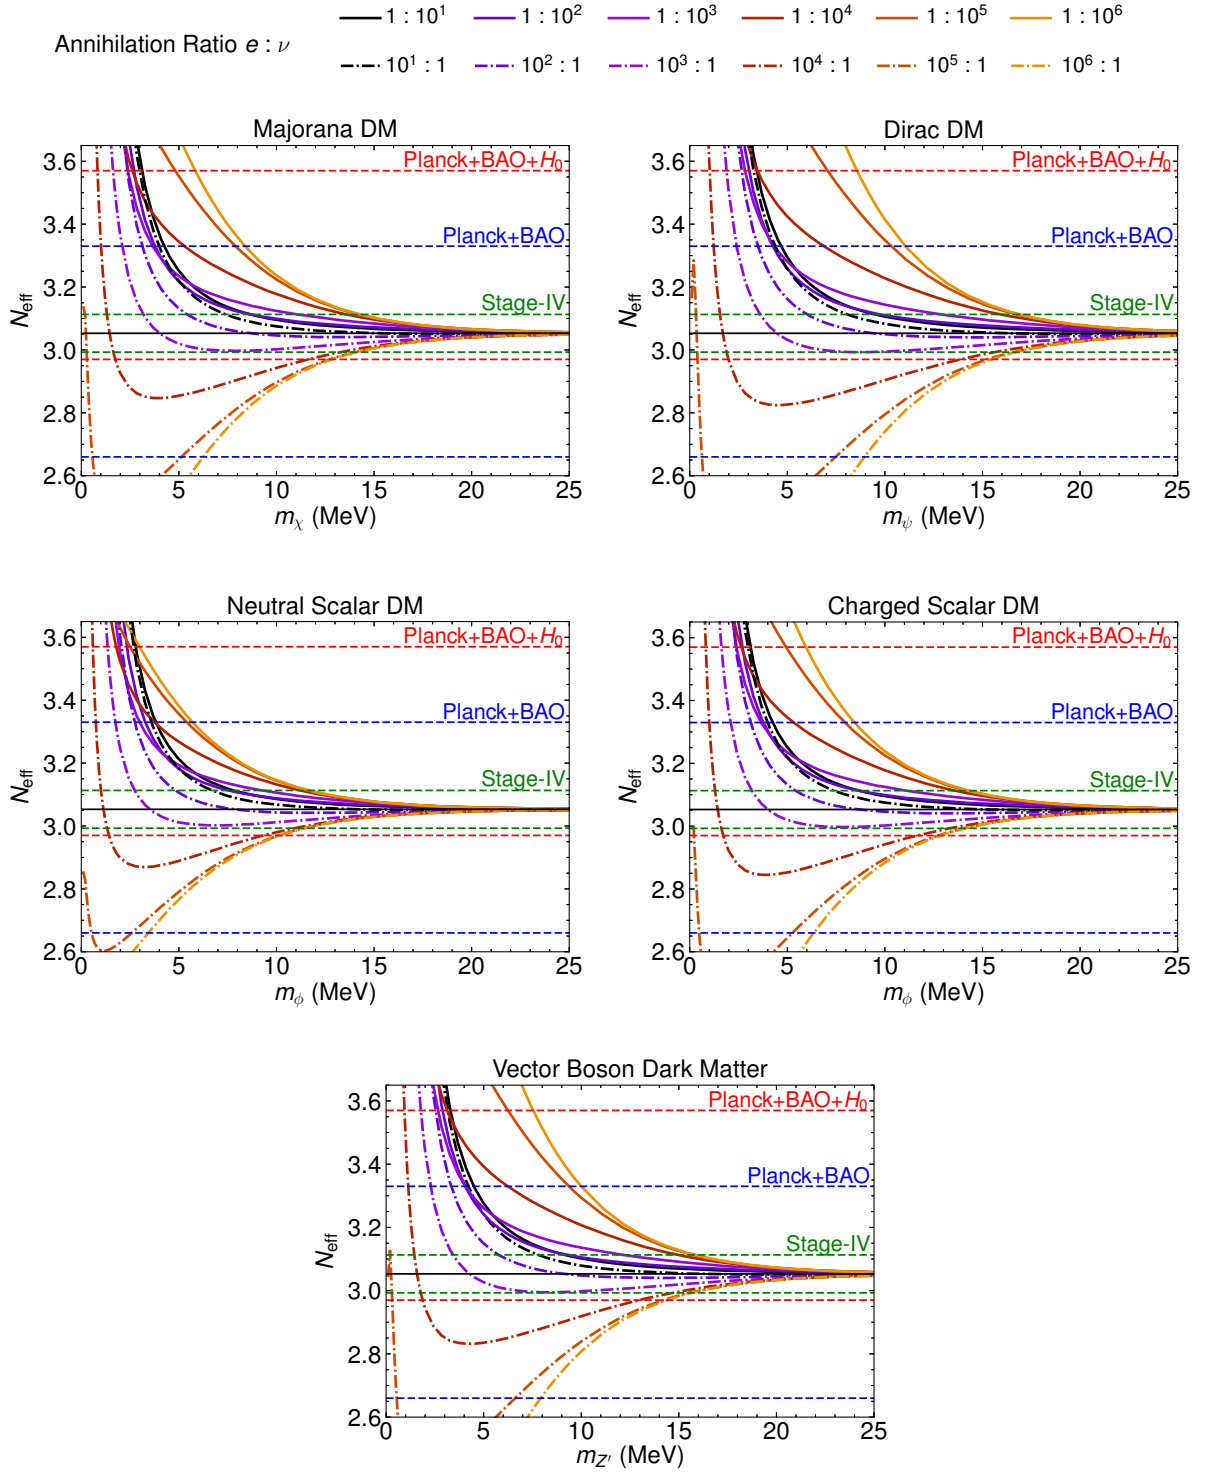 Annihilation Ratio e : ν
1 : 10¹ 1 : 10² 1 : 10³ 1 : 10⁴ 1 : 10⁵ 1 : 10⁶
10¹ : 1 10² : 1 10³ : 1 10⁴ : 1 10⁵ : 1 10⁶ : 1
Majorana DM
Planck+BAO+H₀
Planck+BAO
Stage-IV
N_eff
3.6
3.4
3.2
3.0
2.8
2.6
0 5 10 15 20 25
m_χ (MeV)
Dirac DM
Planck+BAO+H₀
Planck+BAO
Stage-IV
N_eff
3.6
3.4
3.2
3.0
2.8
2.6
0 5 10 15 20 25
m_ψ (MeV)
Neutral Scalar DM
Planck+BAO+H₀
Planck+BAO
Stage-IV
N_eff
3.6
3.4
3.2
3.0
2.8
2.6
0 5 10 15 20 25
m_ϕ (MeV)
Charged Scalar DM
Planck+BAO+H₀
Planck+BAO
Stage-IV
N_eff
3.6
3.4
3.2
3.0
2.8
2.6
0 5 10 15 20 25
m_ϕ (MeV)
Vector Boson Dark Matter
Planck+BAO+H₀
Planck+BAO
Stage-IV
N_eff
3.6
3.4
3.2
3.0
2.8
2.6
0 5 10 15 20 25
m_Z′ (MeV)